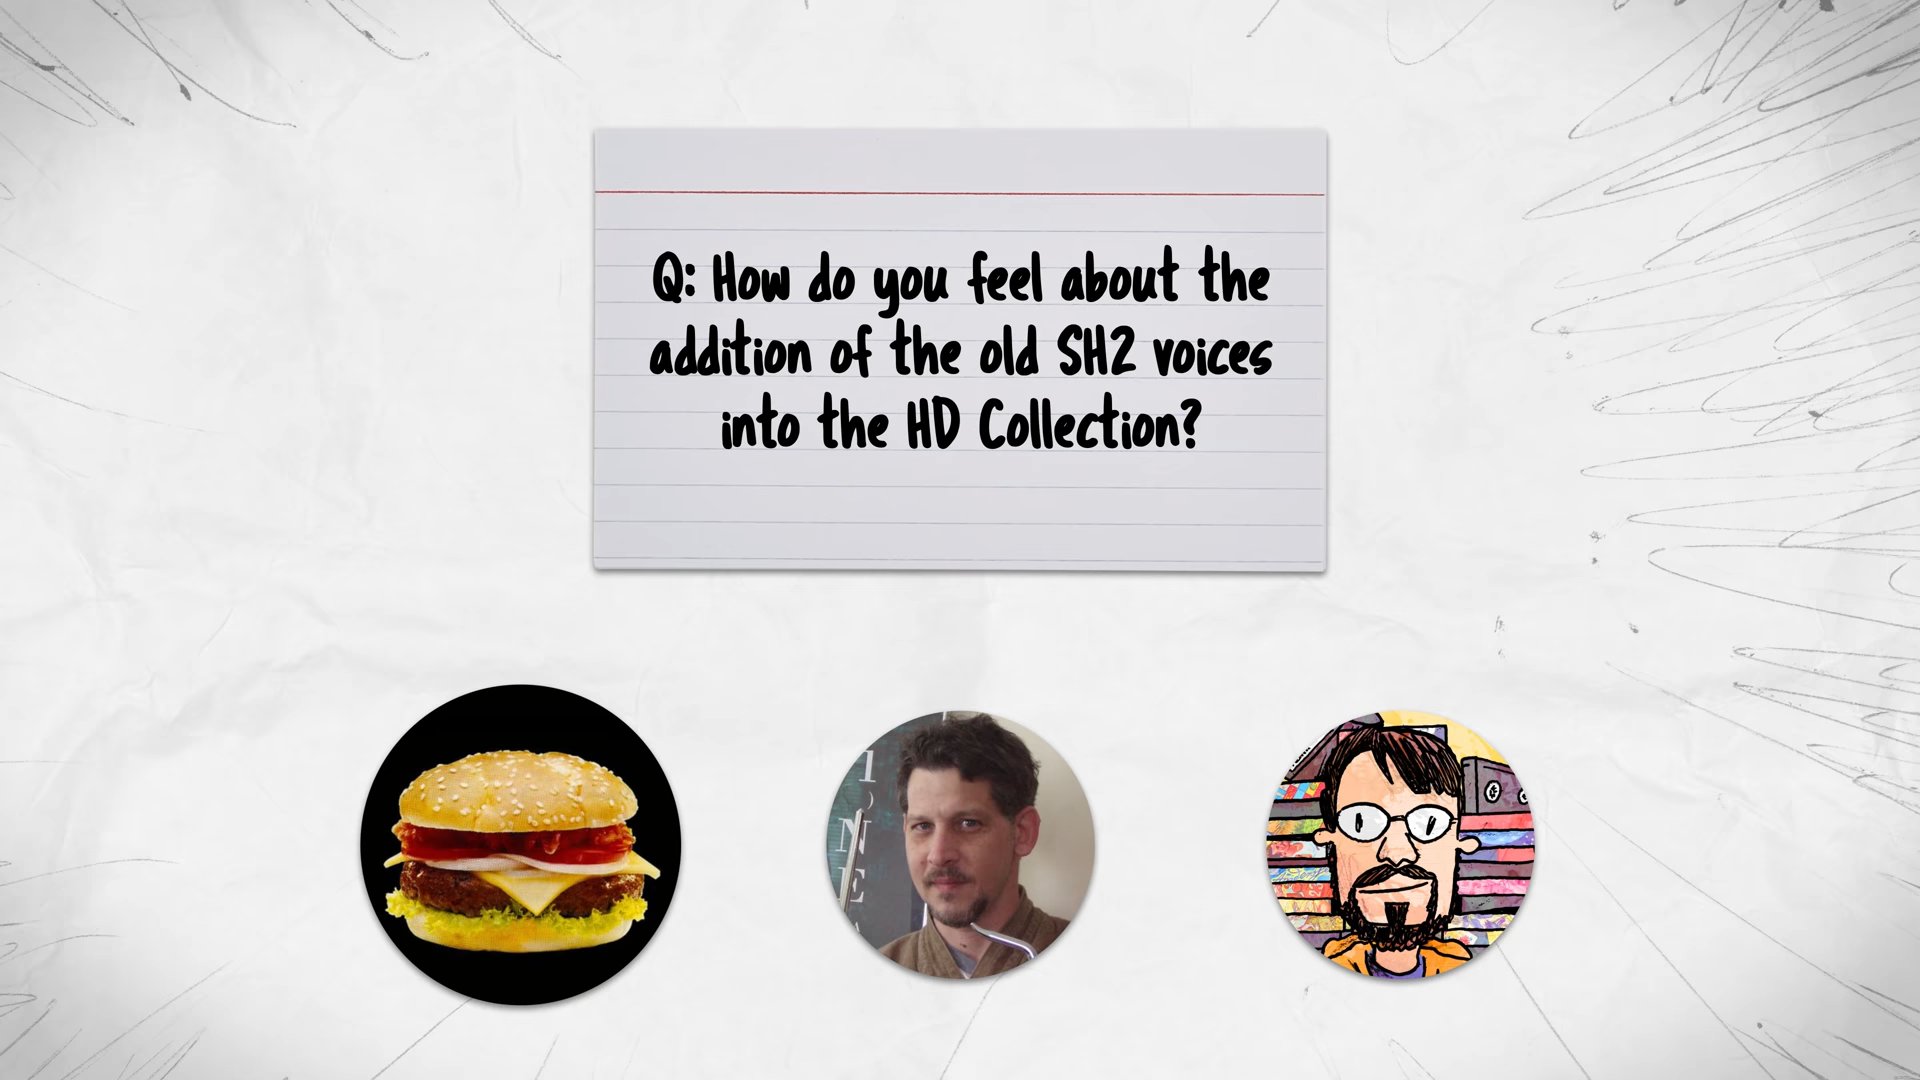 Q: How do you feel about the
addition of the old SH2 voices
into the HD Collection?